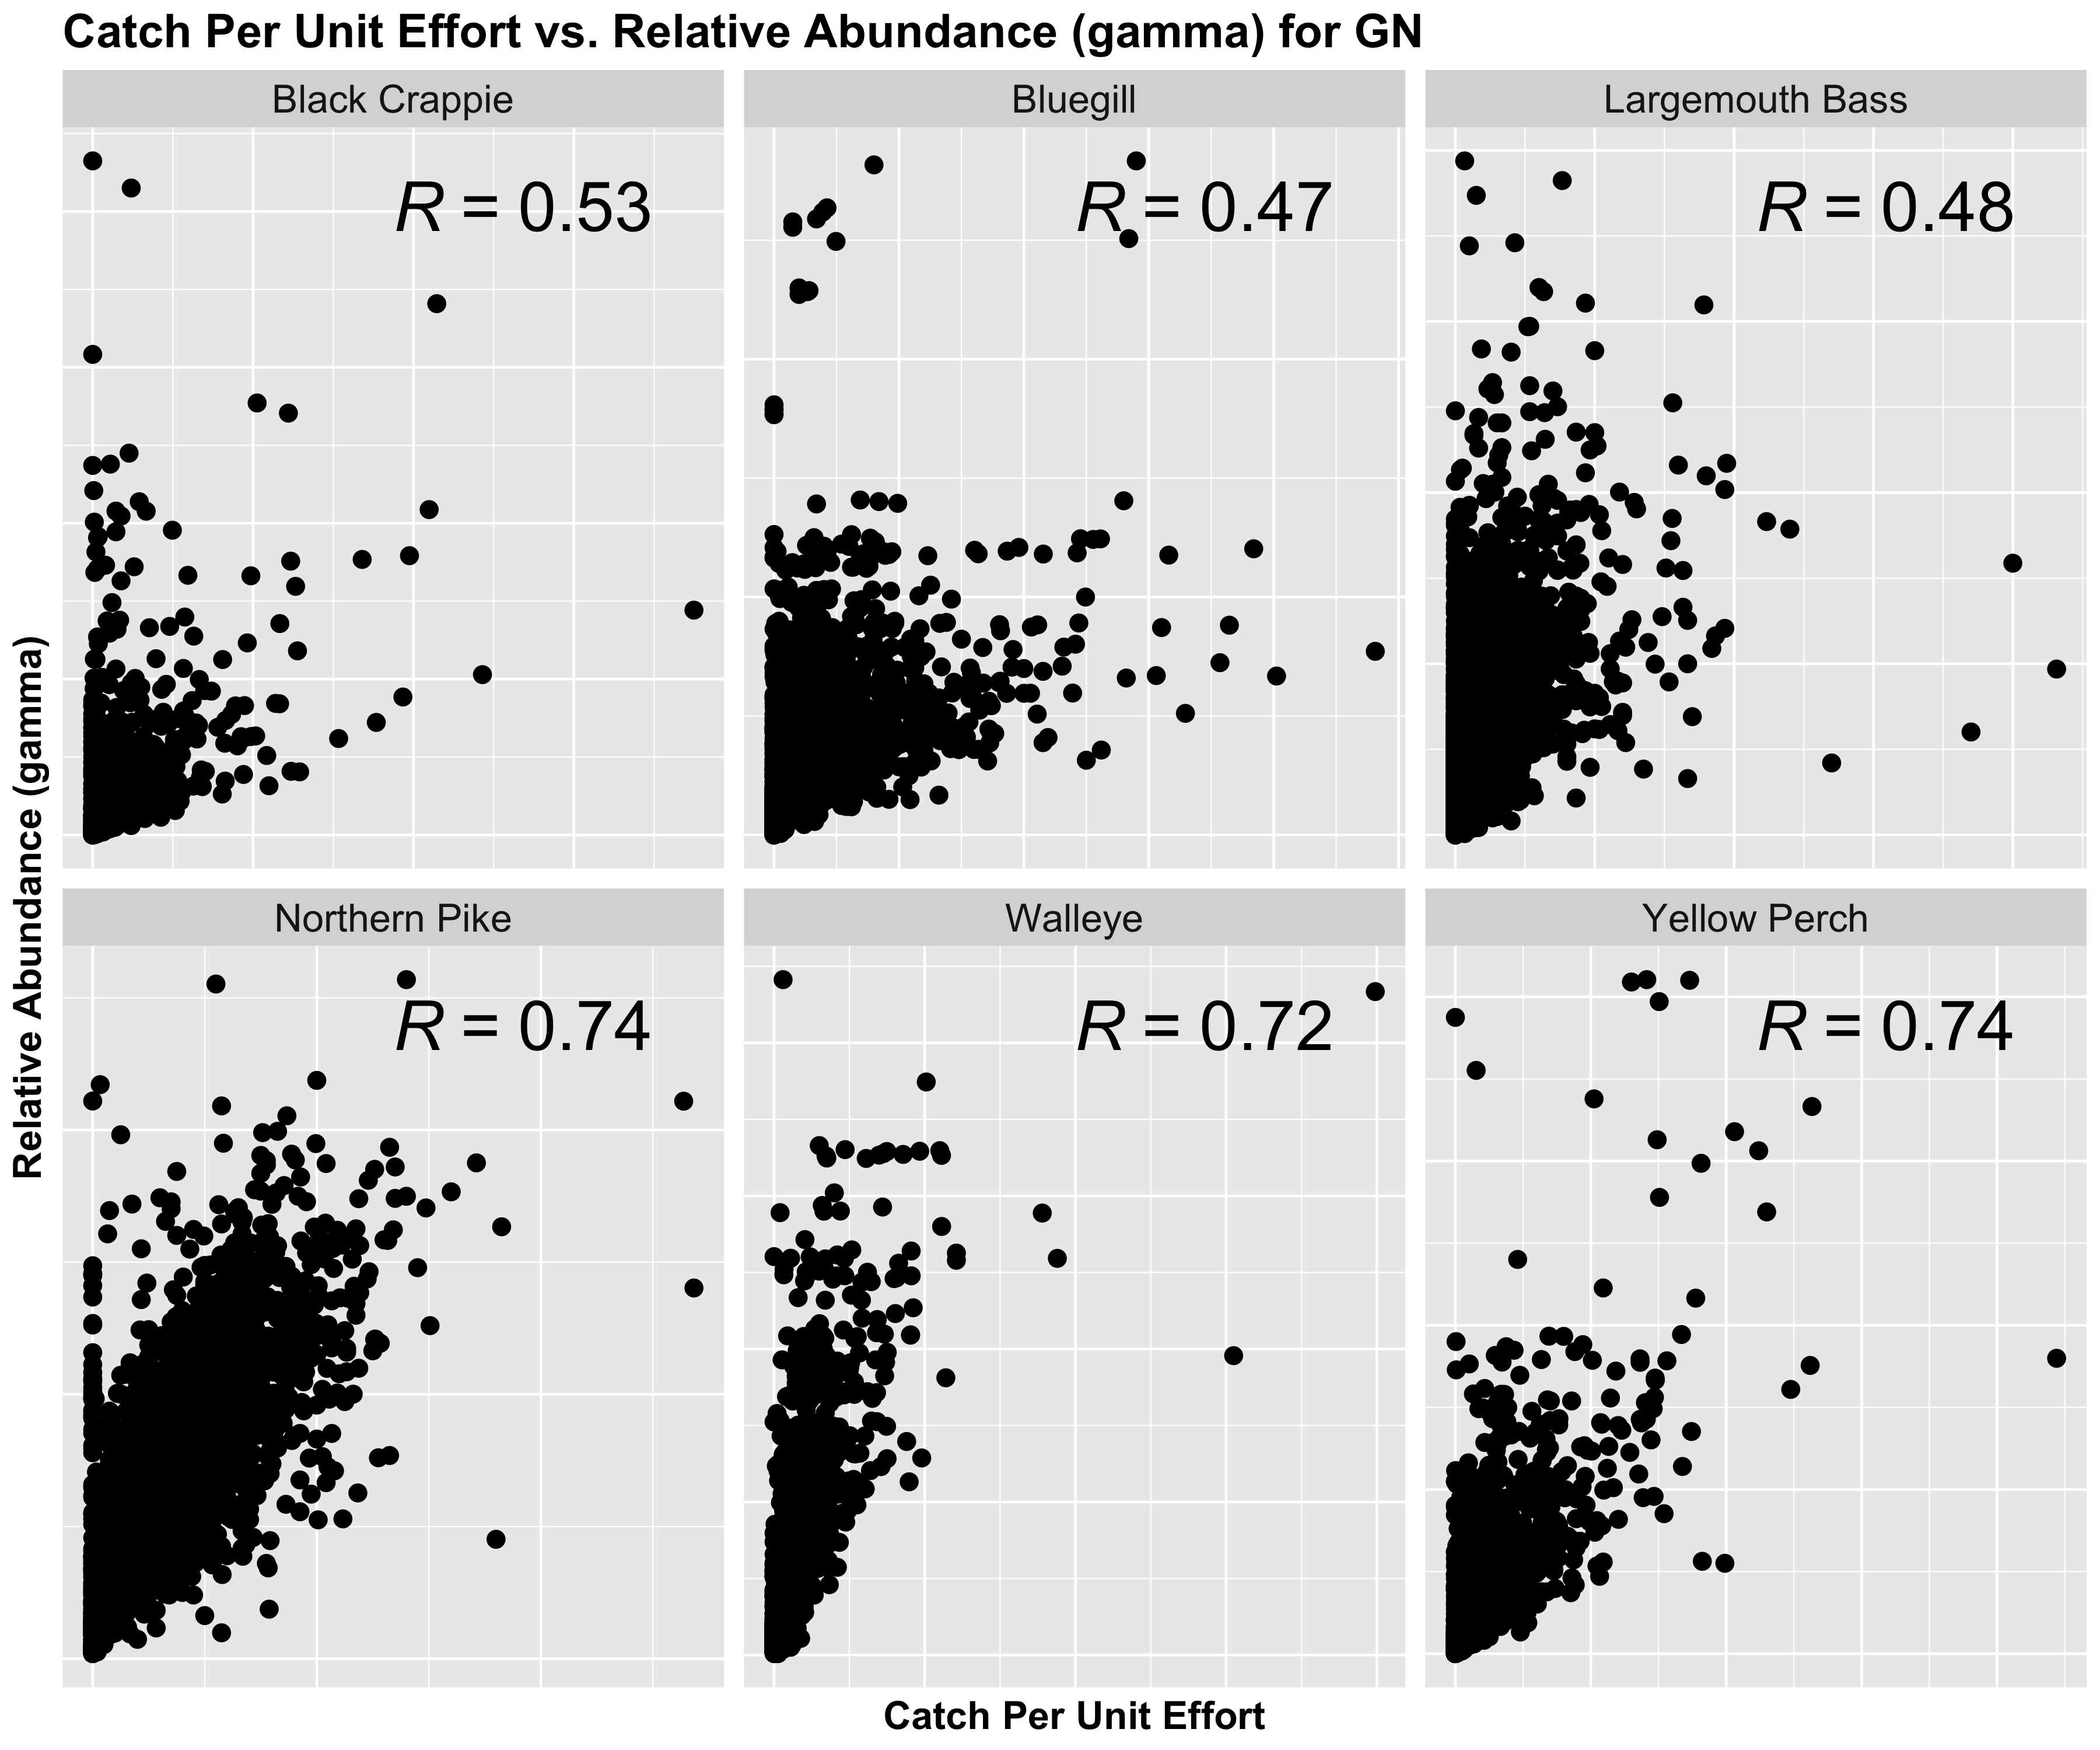 Catch Per Unit Effort vs. Relative Abundance (gamma) for GN
Black Crappie
Bluegill
Largemouth Bass
R = 0.53
R = 0.47
R = 0.48
Relative Abundance (gamma)
Northern Pike
Walleye
Yellow Perch
R = 0.74
R = 0.72
R = 0.74
Catch Per Unit Effort